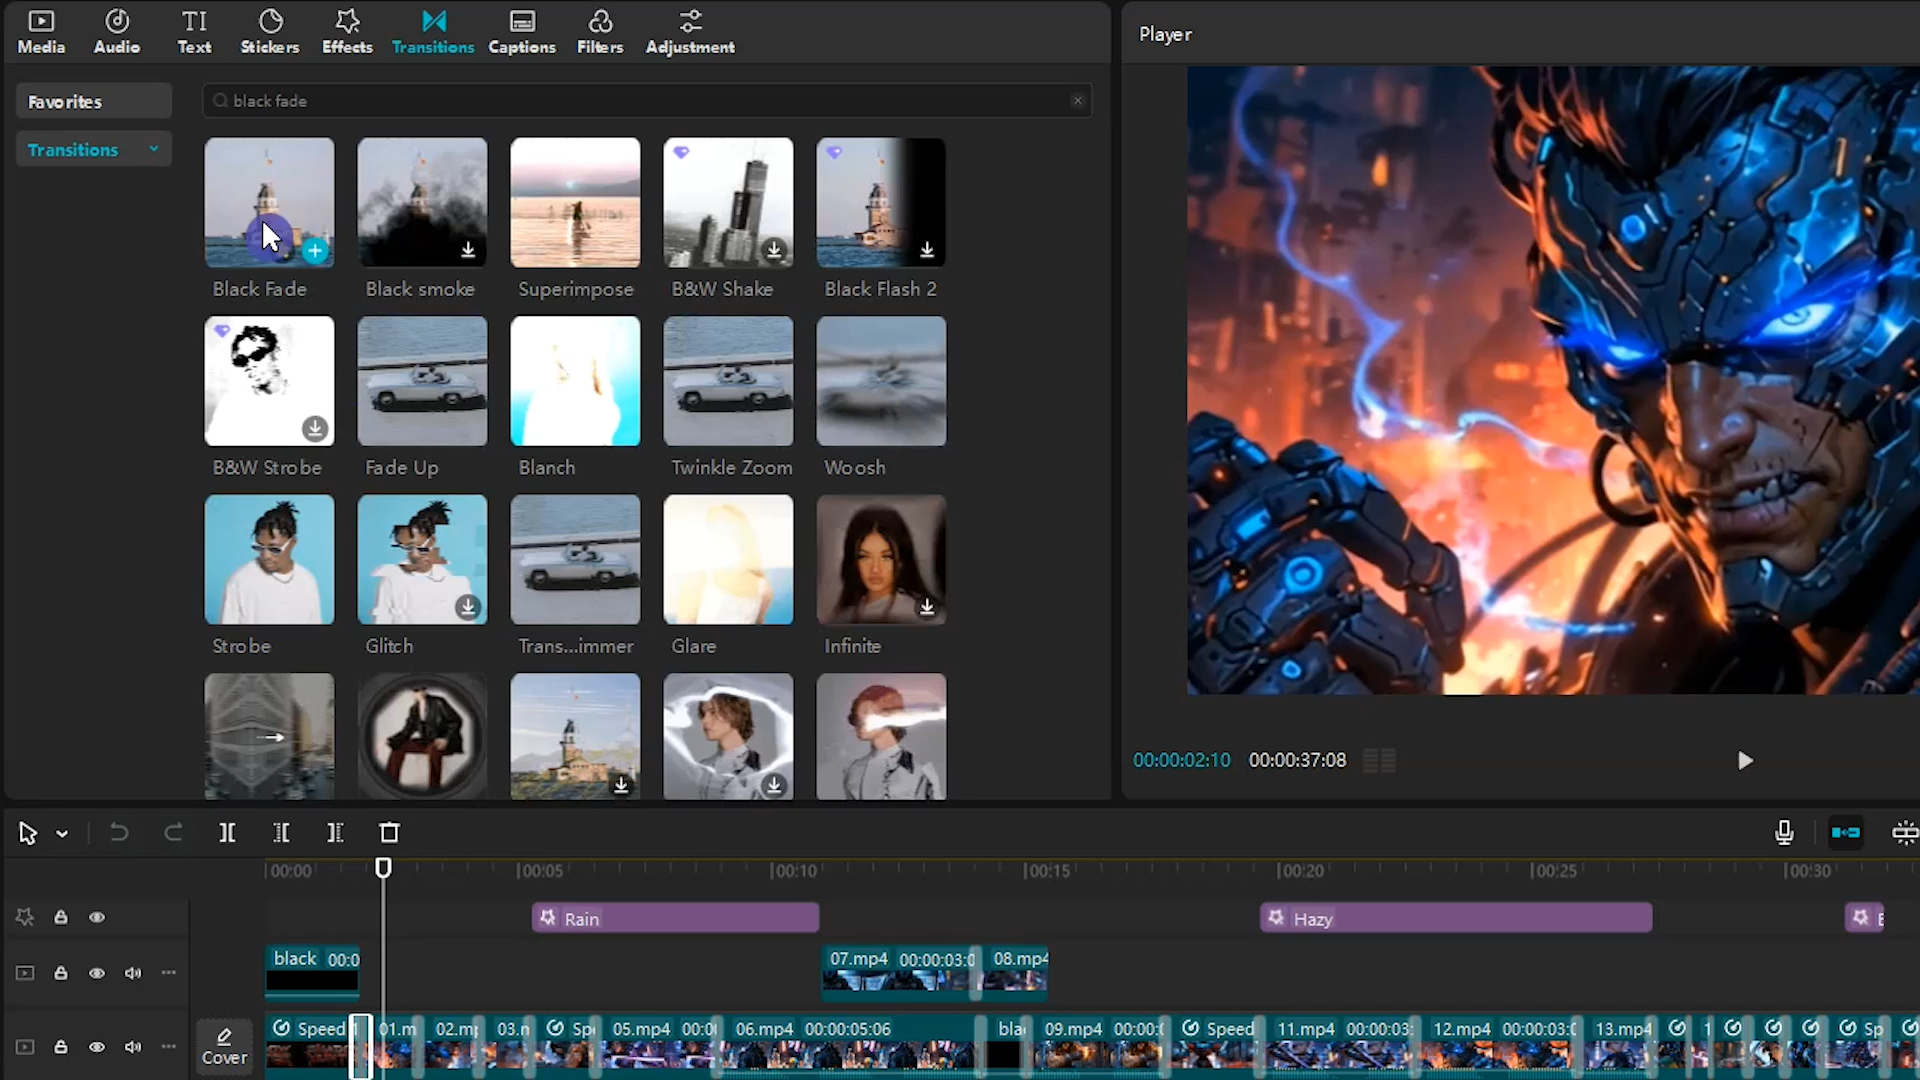 Media
Audio
Text
Stickers
Effects
Transitions
Captions
Filters
Adjustment
Player
Favorites
black fade
Transitions
Black Fade
Black smoke
Superimpose
B&W Shake
Black Flash 2
B&W Strobe
Fade Up
Blanch
Twinkle Zoom
Woosh
Strobe
Glitch
Trans...immer
Glare
Infinite
00:00:02:10
00:00:37:08
00:00
00:05
00:10
00:15
00:20
00:25
00:30
Rain
Hazy
black 00:0
07.mp4 00:00:03:0
08.mp4
Cover
Speed
01.m
02.mp
03.m
Sp
05.mp4 00:0
06.mp4 00:00:05:06
bla
09.mp4 00:00:
Speed
11.mp4 00:00:03:
12.mp4 00:00:03:0
13.mp4
1
Sp